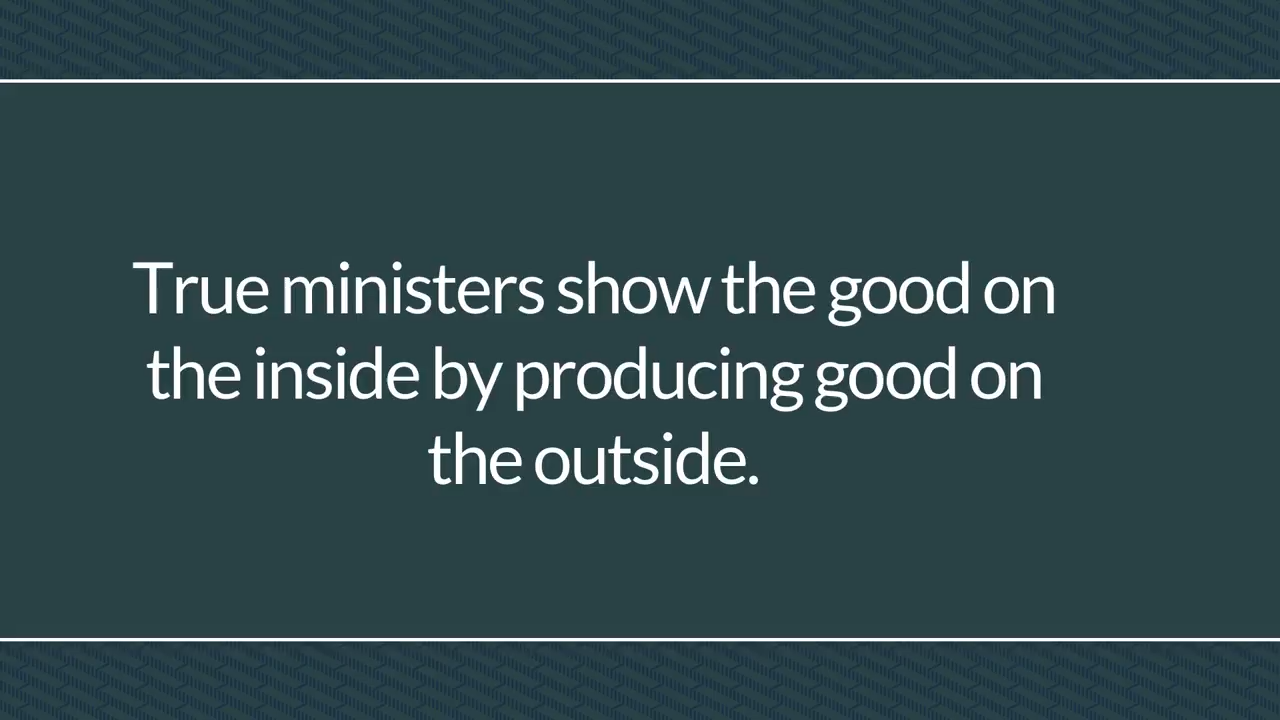 True ministers show the good on
the inside by producing good on
the outside.